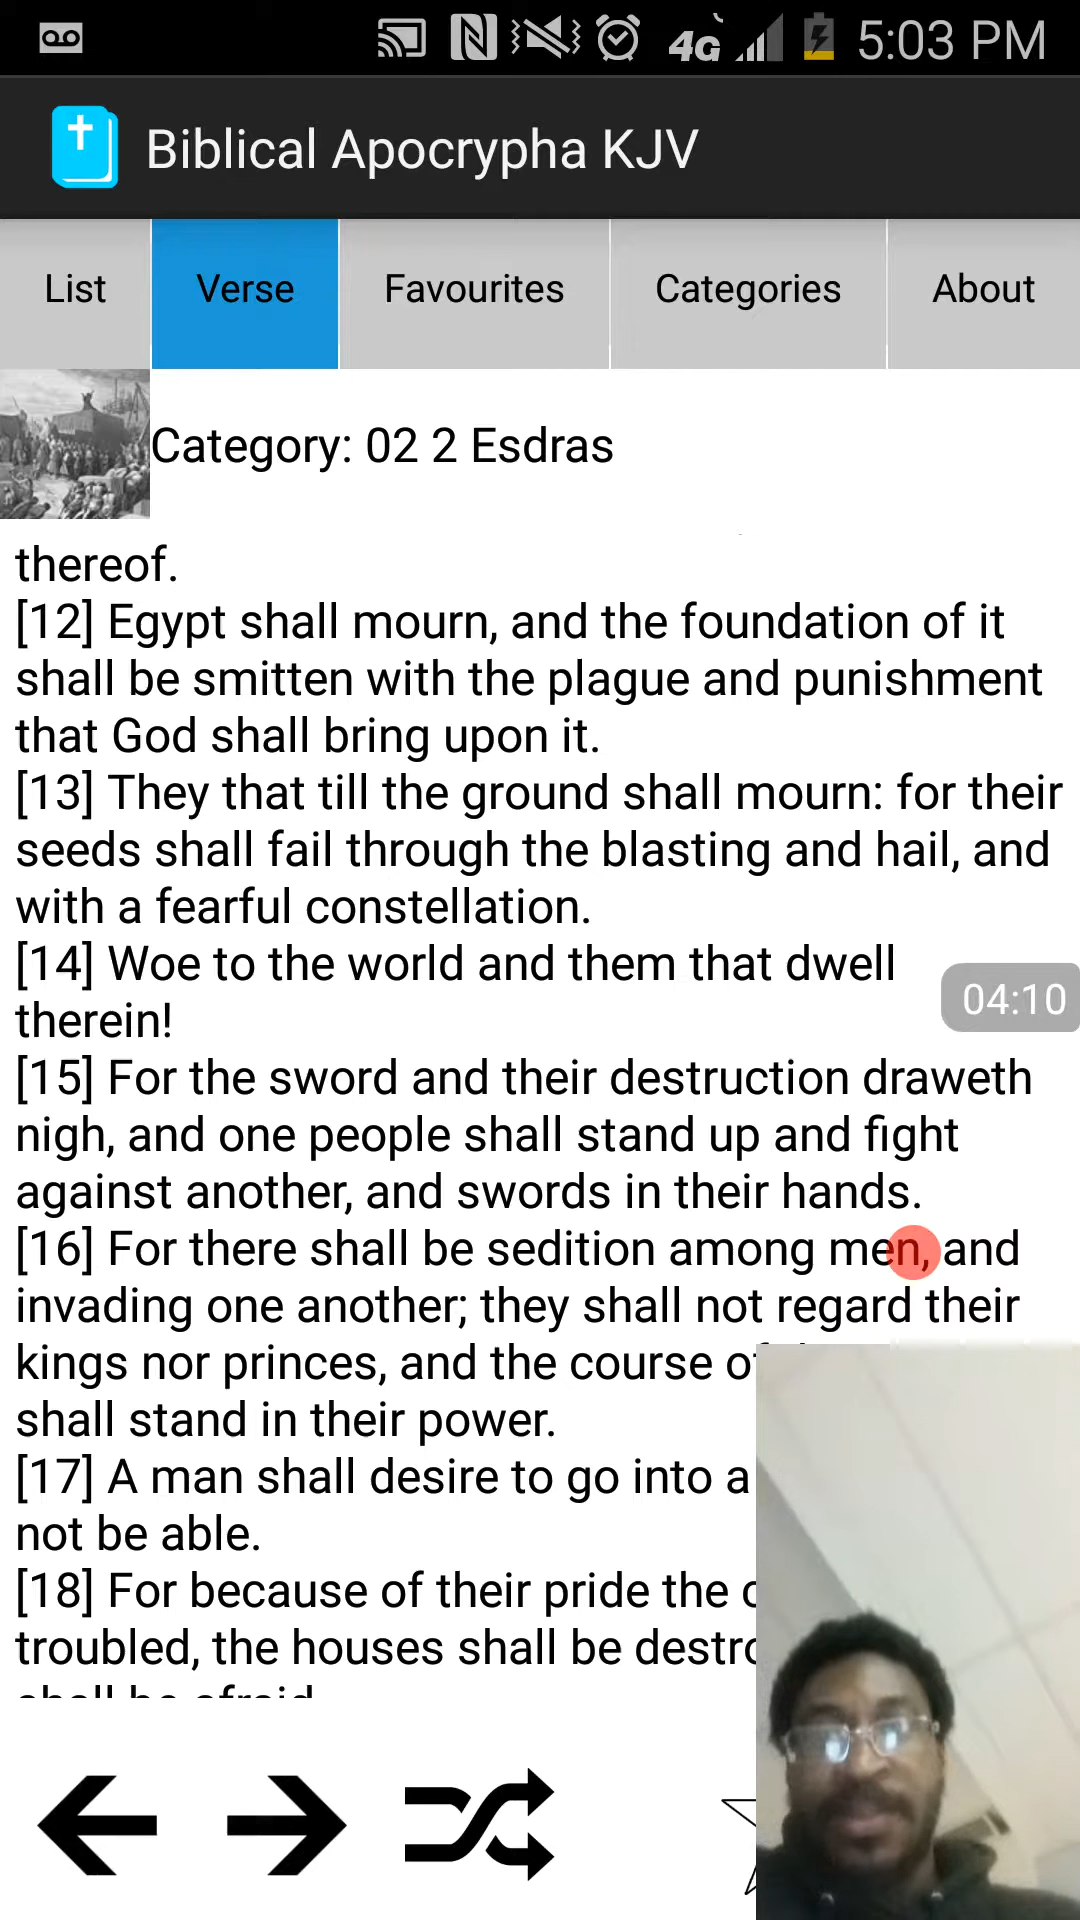 4G 5:03 PM
Biblical Apocrypha KJV
List Verse Favourites Categories About
Category: 02 2 Esdras
thereof.
[12] Egypt shall mourn, and the foundation of it
shall be smitten with the plague and punishment
that God shall bring upon it.
[13] They that till the ground shall mourn: for their
seeds shall fail through the blasting and hail, and
with a fearful constellation.
[14] Woe to the world and them that dwell
therein!
04:10
[15] For the sword and their destruction draweth
nigh, and one people shall stand up and fight
against another, and swords in their hands.
[16] For there shall be sedition among men, and
invading one another; they shall not regard their
kings nor princes, and the course of
shall stand in their power.
[17] A man shall desire to go into a
not be able.
[18] For because of their pride the
troubled, the houses shall be
shall be afraid